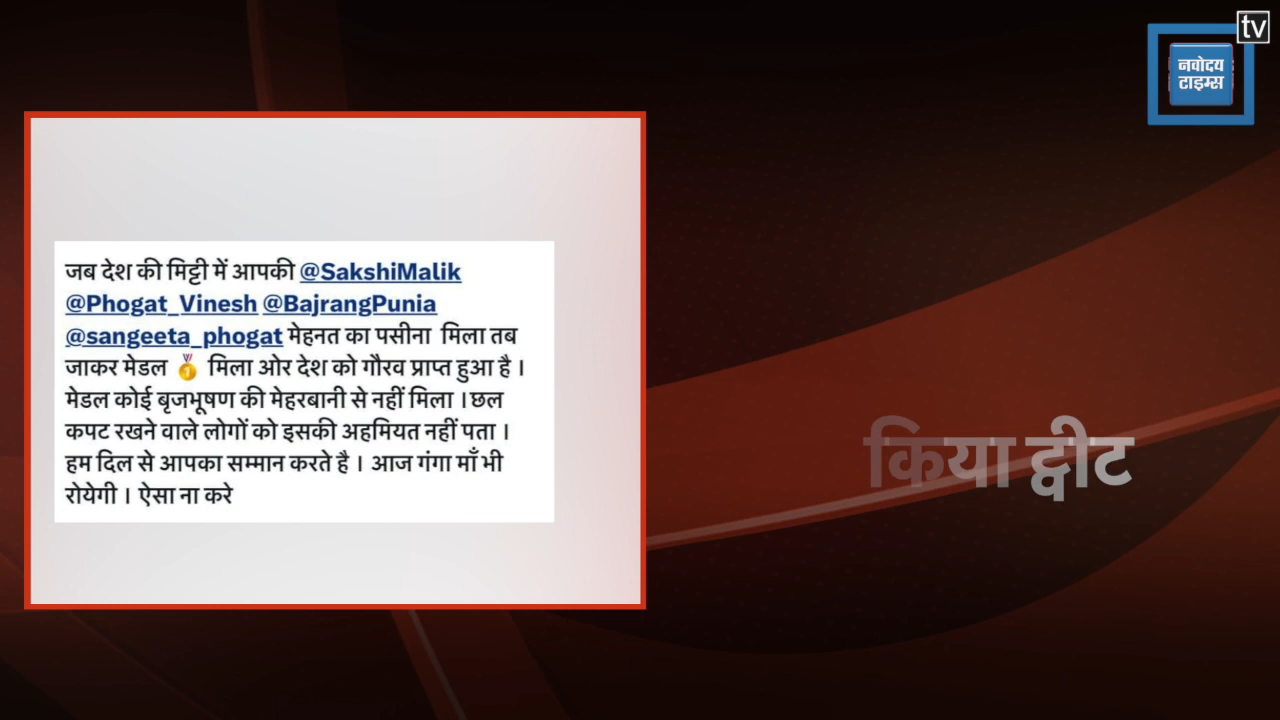 tv
नवोदय
टाइम्स
जब देश की मिट्टी में आपकी @SakshiMalik
@Phogat_Vinesh @BajrangPunia
@sangeeta_phogat मेहनत का पसीना मिला तब
जाकर मेडल 🏅 मिला ओर देश को गौरव प्राप्त हुआ है ।
मेडल कोई बृजभूषण की मेहरबानी से नहीं मिला ।छल
कपट रखने वाले लोगों को इसकी अहमियत नहीं पता ।
हम दिल से आपका सम्मान करते है । आज गंगा माँ भी
रोयेगी । ऐसा ना करे
किया ट्वीट